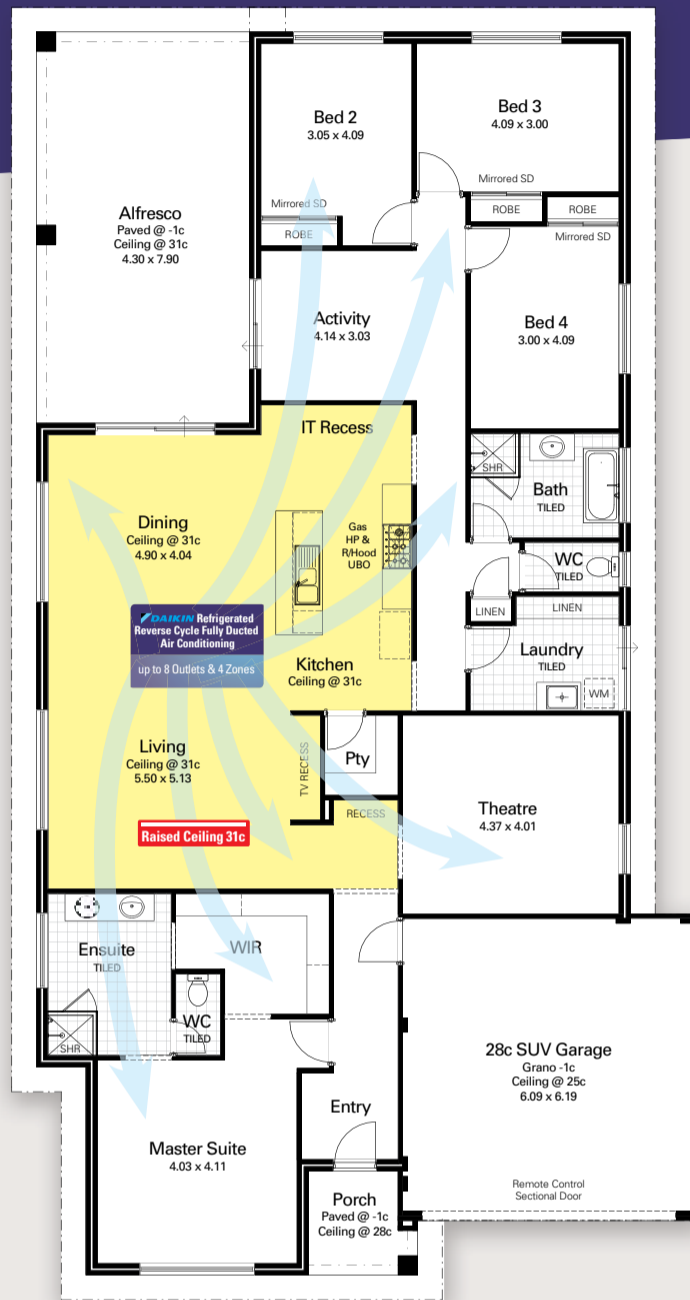 Bed 2
3.05 x 4.09
Mirrored SD
ROBE
Bed 3
4.09 x 3.00
Mirrored SD
ROBE
ROBE
Mirrored SD
Alfresco
Paved @ -1c
Ceiling @ 31c
4.30 x 7.90
Activity
4.14 x 3.03
Bed 4
3.00 x 4.09
IT Recess
SHR
Bath
TILED
Dining
Ceiling @ 31c
4.90 x 4.04
Gas
HP &
R/Hood
UBO
WC
TILED
LINEN
LINEN
DAIKIN Refrigerated
Reverse Cycle Fully Ducted
Air Conditioning
up to 8 Outlets & 4 Zones
Kitchen
Ceiling @ 31c
Laundry
TILED
WM
Living
Ceiling @ 31c
5.50 x 5.13
TV RECESS
Pty
RECESS
Theatre
4.37 x 4.01
Raised Ceiling 31c
Ensuite
TILED
WIR
WC
TILED
SHR
28c SUV Garage
Grano -1c
Ceiling @ 25c
6.09 x 6.19
Entry
Master Suite
4.03 x 4.11
Porch
Paved @ -1c
Ceiling @ 28c
Remote Control
Sectional Door